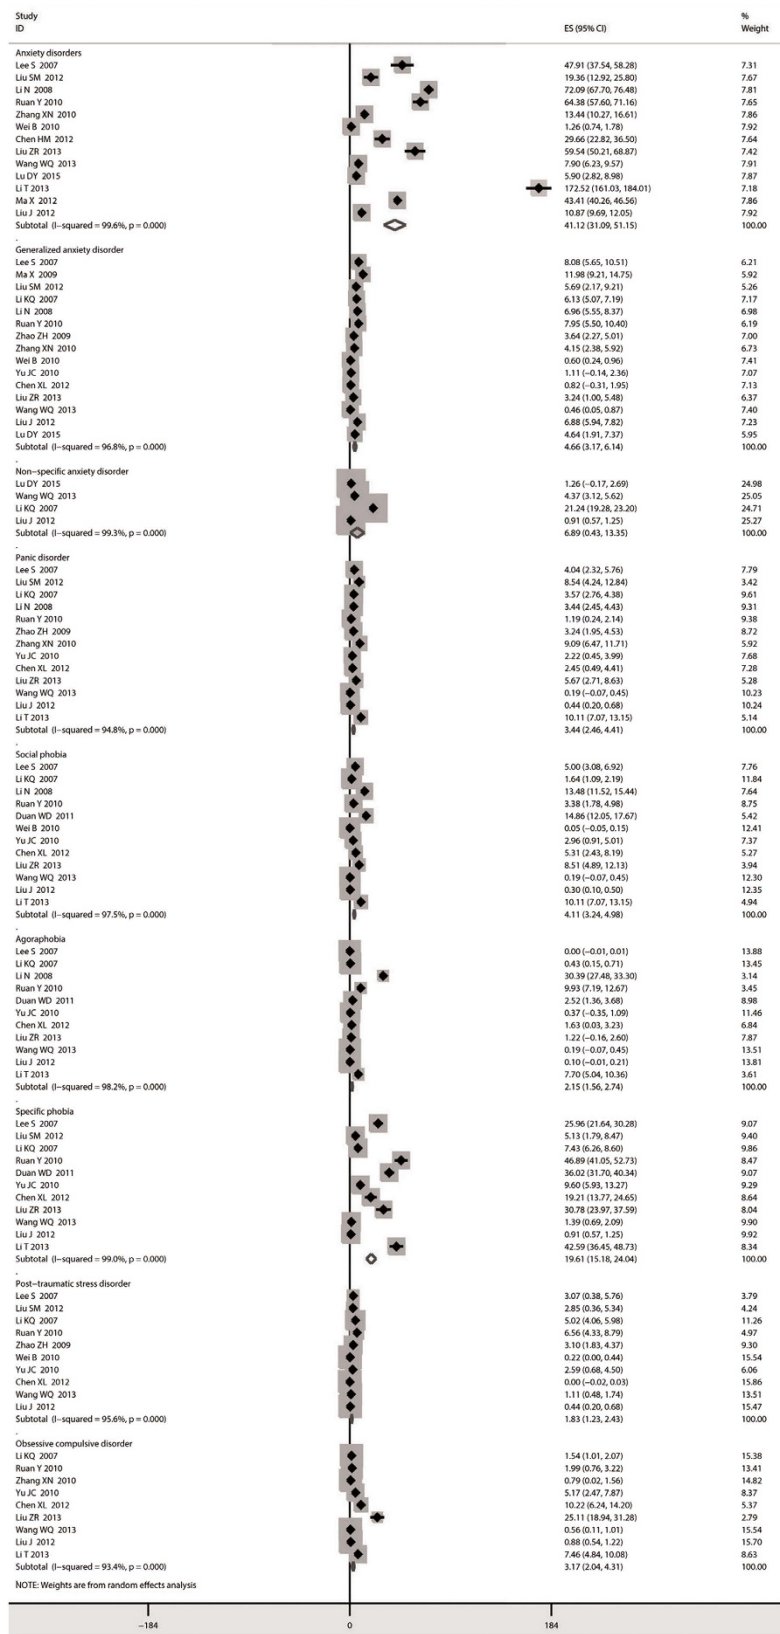 Study ID ES (95% CI) % Weight
Anxiety disorders
Lee S 2007 47.91 (37.54, 58.28) 7.31
Liu SM 2012 19.36 (12.92, 25.80) 7.67
Li N 2008 72.09 (67.70, 76.48) 7.81
Ruan Y 2010 64.38 (57.60, 71.16) 7.65
Zhang XN 2010 13.44 (10.27, 16.61) 7.86
Wei B 2010 1.26 (0.74, 1.78) 7.92
Chen HM 2012 29.66 (22.82, 36.50) 7.64
Liu ZR 2013 59.54 (50.21, 68.87) 7.42
Wang WQ 2013 7.90 (6.23, 9.57) 7.91
Lu DY 2015 5.90 (2.82, 8.98) 7.87
Li T 2013 172.52 (161.03, 184.01) 7.18
Ma X 2012 43.41 (40.26, 46.56) 7.86
Liu J 2012 10.87 (9.69, 12.05) 7.92
Subtotal (I−squared = 99.6%, p = 0.000) 41.12 (31.09, 51.15) 100.00
.
Generalized anxiety disorder
Lee S 2007 8.08 (5.65, 10.51) 6.21
Ma X 2009 11.98 (9.21, 14.75) 5.92
Liu SM 2012 5.69 (2.17, 9.21) 5.26
Li KQ 2007 6.13 (5.07, 7.19) 7.17
Li N 2008 6.96 (5.55, 8.37) 6.98
Ruan Y 2010 7.95 (5.50, 10.40) 6.19
Zhao ZH 2009 3.64 (2.27, 5.01) 7.00
Zhang XN 2010 4.15 (2.38, 5.92) 6.73
Wei B 2010 0.60 (0.24, 0.96) 7.41
Yu JC 2010 1.11 (−0.14, 2.36) 7.07
Chen XL 2012 0.82 (−0.31, 1.95) 7.13
Liu ZR 2013 3.24 (1.00, 5.48) 6.37
Wang WQ 2013 0.46 (0.05, 0.87) 7.40
Liu J 2012 6.88 (5.94, 7.82) 7.23
Lu DY 2015 4.64 (1.91, 7.37) 5.95
Subtotal (I−squared = 96.8%, p = 0.000) 4.66 (3.17, 6.14) 100.00
.
Non−specific anxiety disorder
Lu DY 2015 1.26 (−0.17, 2.69) 24.98
Wang WQ 2013 4.37 (3.12, 5.62) 25.05
Li KQ 2007 21.24 (19.28, 23.20) 24.71
Liu J 2012 0.91 (0.57, 1.25) 25.27
Subtotal (I−squared = 99.3%, p = 0.000) 6.89 (0.43, 13.35) 100.00
.
Panic disorder
Lee S 2007 4.04 (2.32, 5.76) 7.79
Liu SM 2012 8.54 (4.24, 12.84) 3.42
Li KQ 2007 3.57 (2.76, 4.38) 9.61
Li N 2008 3.44 (2.45, 4.43) 9.31
Ruan Y 2010 1.19 (0.24, 2.14) 9.38
Zhao ZH 2009 3.24 (1.95, 4.53) 8.72
Zhang XN 2010 9.09 (6.47, 11.71) 5.92
Yu JC 2010 2.22 (0.45, 3.99) 7.68
Chen XL 2012 2.45 (0.49, 4.41) 7.28
Liu ZR 2013 5.67 (2.71, 8.63) 5.28
Wang WQ 2013 0.19 (−0.07, 0.45) 10.23
Liu J 2012 0.44 (0.20, 0.68) 10.24
Li T 2013 10.11 (7.07, 13.15) 5.14
Subtotal (I−squared = 94.8%, p = 0.000) 3.44 (2.46, 4.41) 100.00
.
Social phobia
Lee S 2007 5.00 (3.08, 6.92) 7.76
Li KQ 2007 1.64 (1.09, 2.19) 11.84
Li N 2008 13.48 (11.52, 15.44) 7.64
Ruan Y 2010 3.38 (1.78, 4.98) 8.75
Duan WD 2011 14.86 (12.05, 17.67) 5.42
Wei B 2010 0.05 (−0.05, 0.15) 12.41
Yu JC 2010 2.96 (0.91, 5.01) 7.37
Chen XL 2012 5.31 (2.43, 8.19) 5.27
Liu ZR 2013 8.51 (4.89, 12.13) 3.94
Wang WQ 2013 0.19 (−0.07, 0.45) 12.30
Liu J 2012 0.30 (0.10, 0.50) 12.35
Li T 2013 10.11 (7.07, 13.15) 4.94
Subtotal (I−squared = 97.5%, p = 0.000) 4.11 (3.24, 4.98) 100.00
.
Agoraphobia
Lee S 2007 0.00 (−0.01, 0.01) 13.88
Li KQ 2007 0.43 (0.15, 0.71) 13.45
Li N 2008 30.39 (27.48, 33.30) 3.14
Ruan Y 2010 9.93 (7.19, 12.67) 3.45
Duan WD 2011 2.52 (1.36, 3.68) 8.98
Yu JC 2010 0.37 (−0.35, 1.09) 11.46
Chen XL 2012 1.63 (0.03, 3.23) 6.84
Liu ZR 2013 1.22 (−0.16, 2.60) 7.87
Wang WQ 2013 0.19 (−0.07, 0.45) 13.51
Liu J 2012 0.10 (−0.01, 0.21) 13.81
Li T 2013 7.70 (5.04, 10.36) 3.61
Subtotal (I−squared = 98.2%, p = 0.000) 2.15 (1.56, 2.74) 100.00
.
Specific phobia
Lee S 2007 25.96 (21.64, 30.28) 9.07
Liu SM 2012 5.13 (1.79, 8.47) 9.40
Li KQ 2007 7.43 (6.26, 8.60) 9.86
Ruan Y 2010 46.89 (41.05, 52.73) 8.47
Duan WD 2011 36.02 (31.70, 40.34) 9.07
Yu JC 2010 9.60 (5.93, 13.27) 9.29
Chen XL 2012 19.21 (13.77, 24.65) 8.64
Liu ZR 2013 30.78 (23.97, 37.59) 8.04
Wang WQ 2013 1.39 (0.69, 2.09) 9.90
Liu J 2012 0.91 (0.57, 1.25) 9.92
Li T 2013 42.59 (36.45, 48.73) 8.34
Subtotal (I−squared = 99.0%, p = 0.000) 19.61 (15.18, 24.04) 100.00
.
Post−traumatic stress disorder
Lee S 2007 3.07 (0.38, 5.76) 3.79
Liu SM 2012 2.85 (0.36, 5.34) 4.24
Li KQ 2007 5.02 (4.06, 5.98) 11.26
Ruan Y 2010 6.56 (4.33, 8.79) 4.97
Zhao ZH 2009 3.10 (1.83, 4.37) 9.30
Wei B 2010 0.22 (0.00, 0.44) 15.54
Yu JC 2010 2.59 (0.68, 4.50) 6.06
Chen XL 2012 0.00 (−0.02, 0.03) 15.86
Wang WQ 2013 1.11 (0.48, 1.74) 13.51
Liu J 2012 0.44 (0.20, 0.68) 15.47
Subtotal (I−squared = 95.6%, p = 0.000) 1.83 (1.23, 2.43) 100.00
.
Obsessive compulsive disorder
Li KQ 2007 1.54 (1.01, 2.07) 15.38
Ruan Y 2010 1.99 (0.76, 3.22) 13.41
Zhang XN 2010 0.79 (0.02, 1.56) 14.82
Yu JC 2010 5.17 (2.47, 7.87) 8.37
Chen XL 2012 10.22 (6.24, 14.20) 5.37
Liu ZR 2013 25.11 (18.94, 31.28) 2.79
Wang WQ 2013 0.56 (0.11, 1.01) 15.54
Liu J 2012 0.88 (0.54, 1.22) 15.70
Li T 2013 7.46 (4.84, 10.08) 8.63
Subtotal (I−squared = 93.4%, p = 0.000) 3.17 (2.04, 4.31) 100.00
.
NOTE: Weights are from random effects analysis
−184 0 184